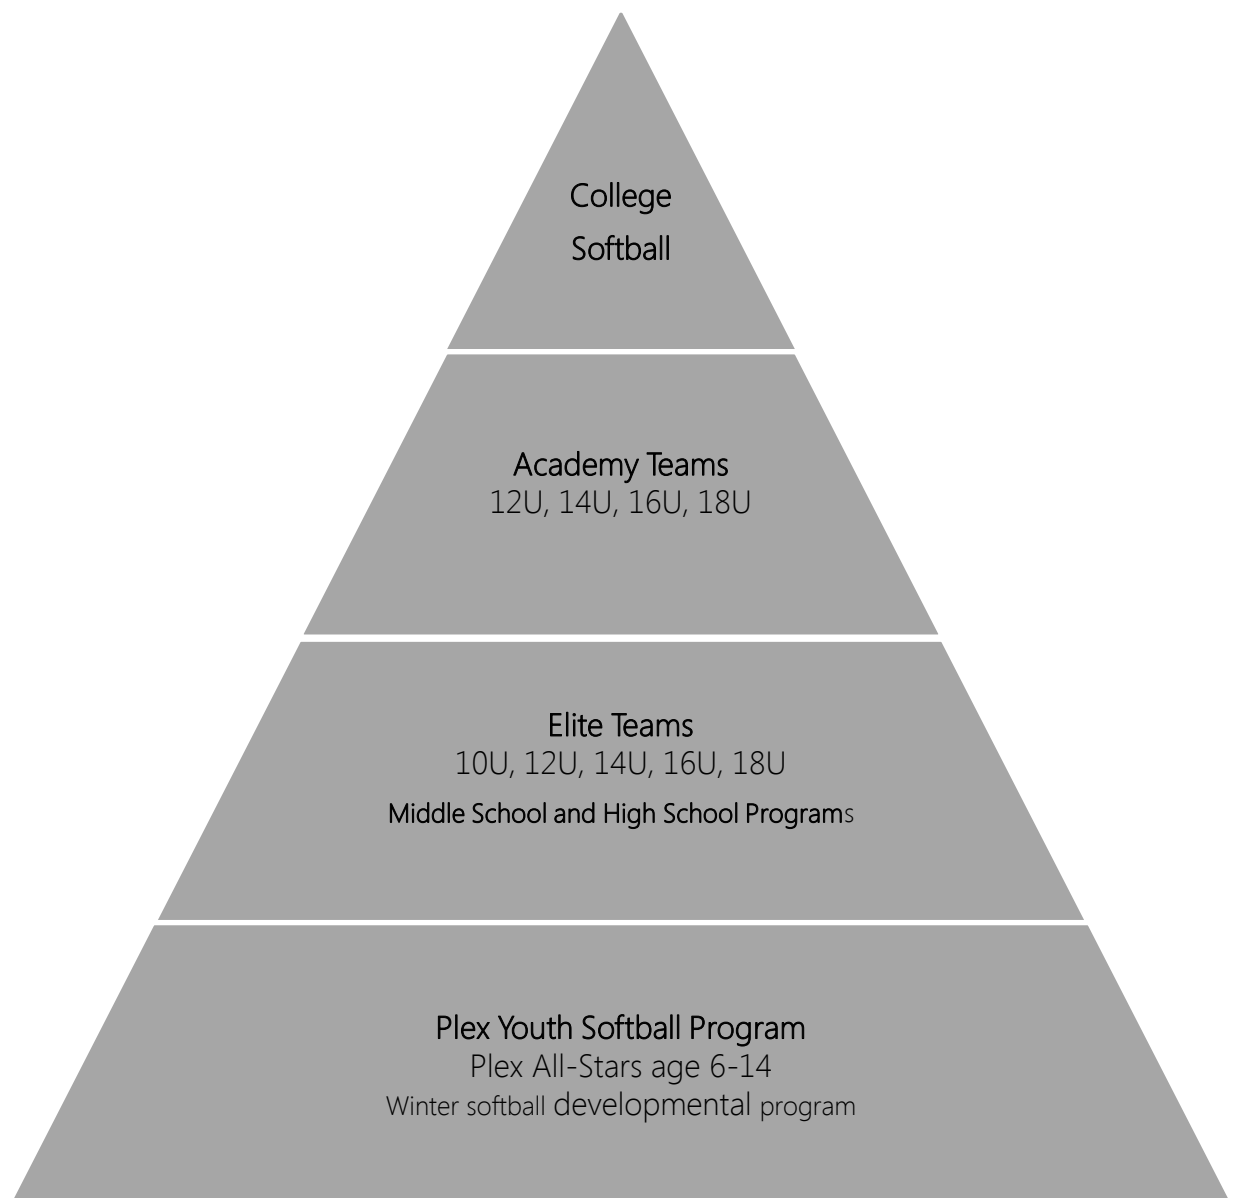 College
Softball
Academy Teams
12U, 14U, 16U, 18U
Elite Teams
10U, 12U, 14U, 16U, 18U
Middle School and High School Programs
Plex Youth Softball Program
Plex All-Stars age 6-14
Winter softball developmental program